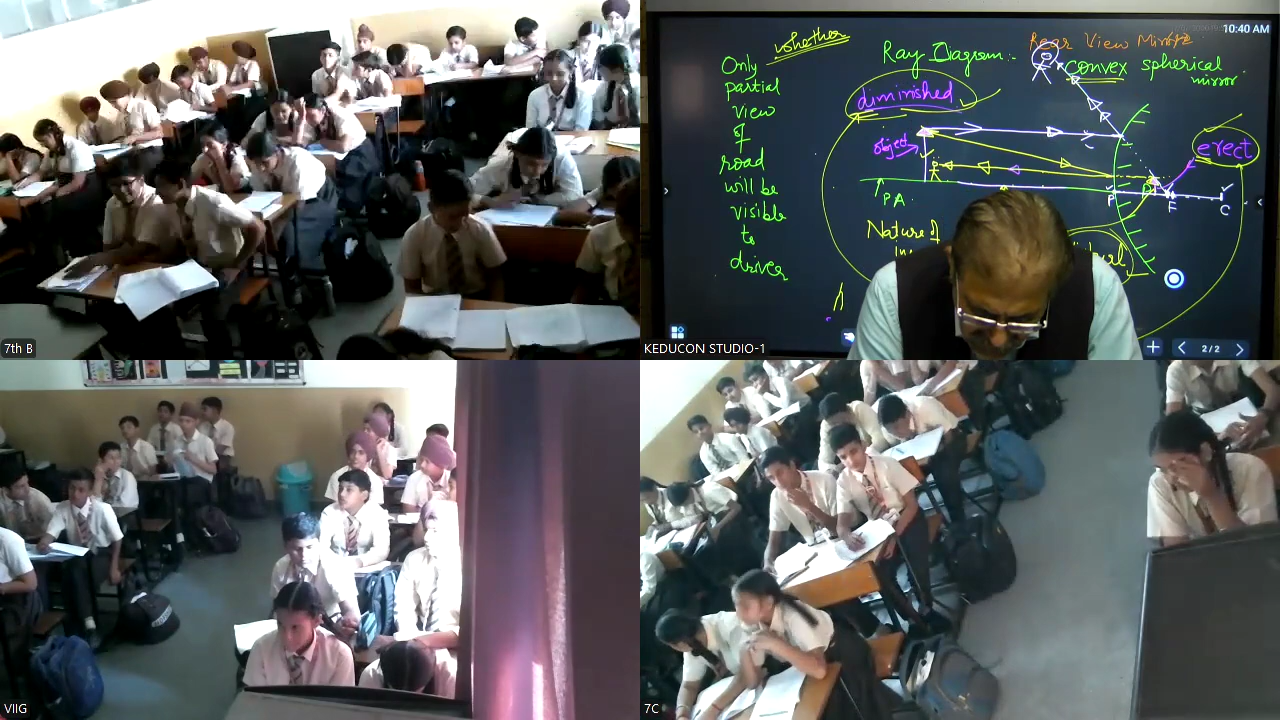 10:40 AM
whether
Only
partial
view
of
road
will be
visible
to
driver
Ray Diagram:-
Rear View Mirror
convex spherical
mirror.
diminished
object
erect
PA
P
F
C
Nature of
2/2
7th B
KEDUCON STUDIO-1
VIIG
7C